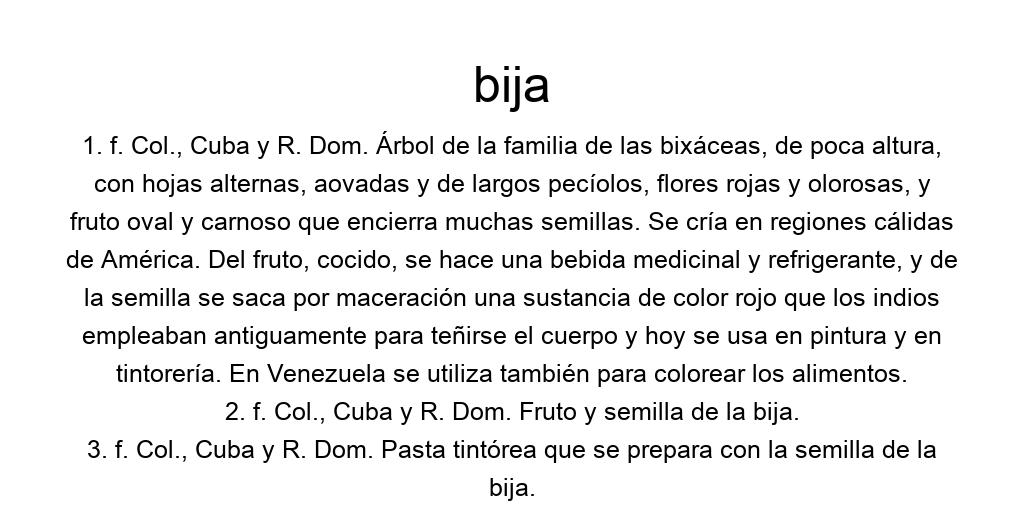 bija
1. f. Col., Cuba y R. Dom. Árbol de la familia de las bixáceas, de poca altura,
con hojas alternas, aovadas y de largos pecíolos, flores rojas y olorosas, y
fruto oval y carnoso que encierra muchas semillas. Se cría en regiones cálidas
de América. Del fruto, cocido, se hace una bebida medicinal y refrigerante, y de
la semilla se saca por maceración una sustancia de color rojo que los indios
empleaban antiguamente para teñirse el cuerpo y hoy se usa en pintura y en
tintorería. En Venezuela se utiliza también para colorear los alimentos.
2. f. Col., Cuba y R. Dom. Fruto y semilla de la bija.
3. f. Col., Cuba y R. Dom. Pasta tintórea que se prepara con la semilla de la
bija.